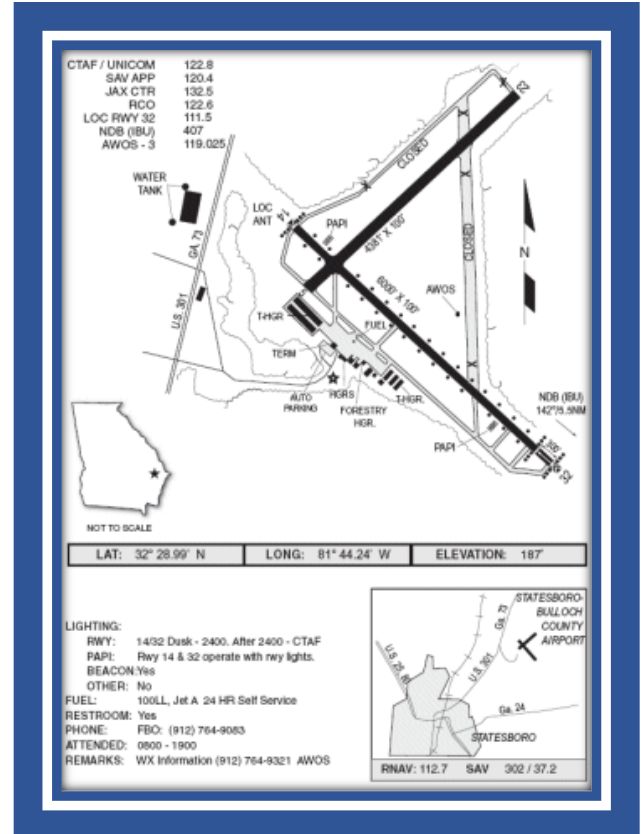 CTAF / UNICOM 122.8
SAV APP 120.4
JAX CTR 132.5
RCO 122.6
LOC RWY 32 111.5
NDB (IBU) 407
AWOS - 3 119.025
23
CLOSED
WATER
TANK
LOC
ANT
14
PAPI
4381' X 100'
CLOSED
GA. 73
U.S. 301
N
6000' X 100'
AWOS
T-HGR
FUEL
TERM
AUTO
PARKING
HGRS
FORESTRY
HGR.
T-HGR.
NDB (IBU)
142°/5.5NM
PAPI
100'
32
NOT TO SCALE
LAT: 32° 28.99' N LONG: 81° 44.24' W ELEVATION: 187'
LIGHTING:
RWY: 14/32 Dusk - 2400. After 2400 - CTAF
PAPI: Rwy 14 & 32 operate with rwy lights.
BEACON:Yes
OTHER: No
FUEL: 100LL, Jet A 24 HR Self Service
RESTROOM: Yes
PHONE: FBO: (912) 764-9083
ATTENDED: 0800 - 1900
REMARKS: WX Information (912) 764-9321 AWOS
STATESBORO-
BULLOCH
COUNTY
AIRPORT
Ga. 73
U.S. 301
U.S. 25, 80
Ga. 24
STATESBORO
RNAV: 112.7 SAV 302 / 37.2